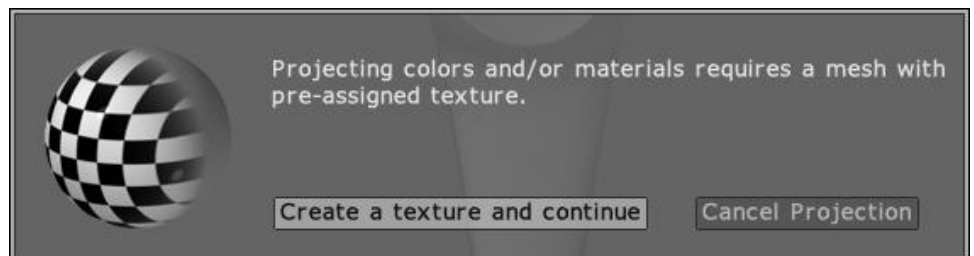 Projecting colors and/or materials requires a mesh with
pre-assigned texture.
Create a texture and continue
Cancel Projection